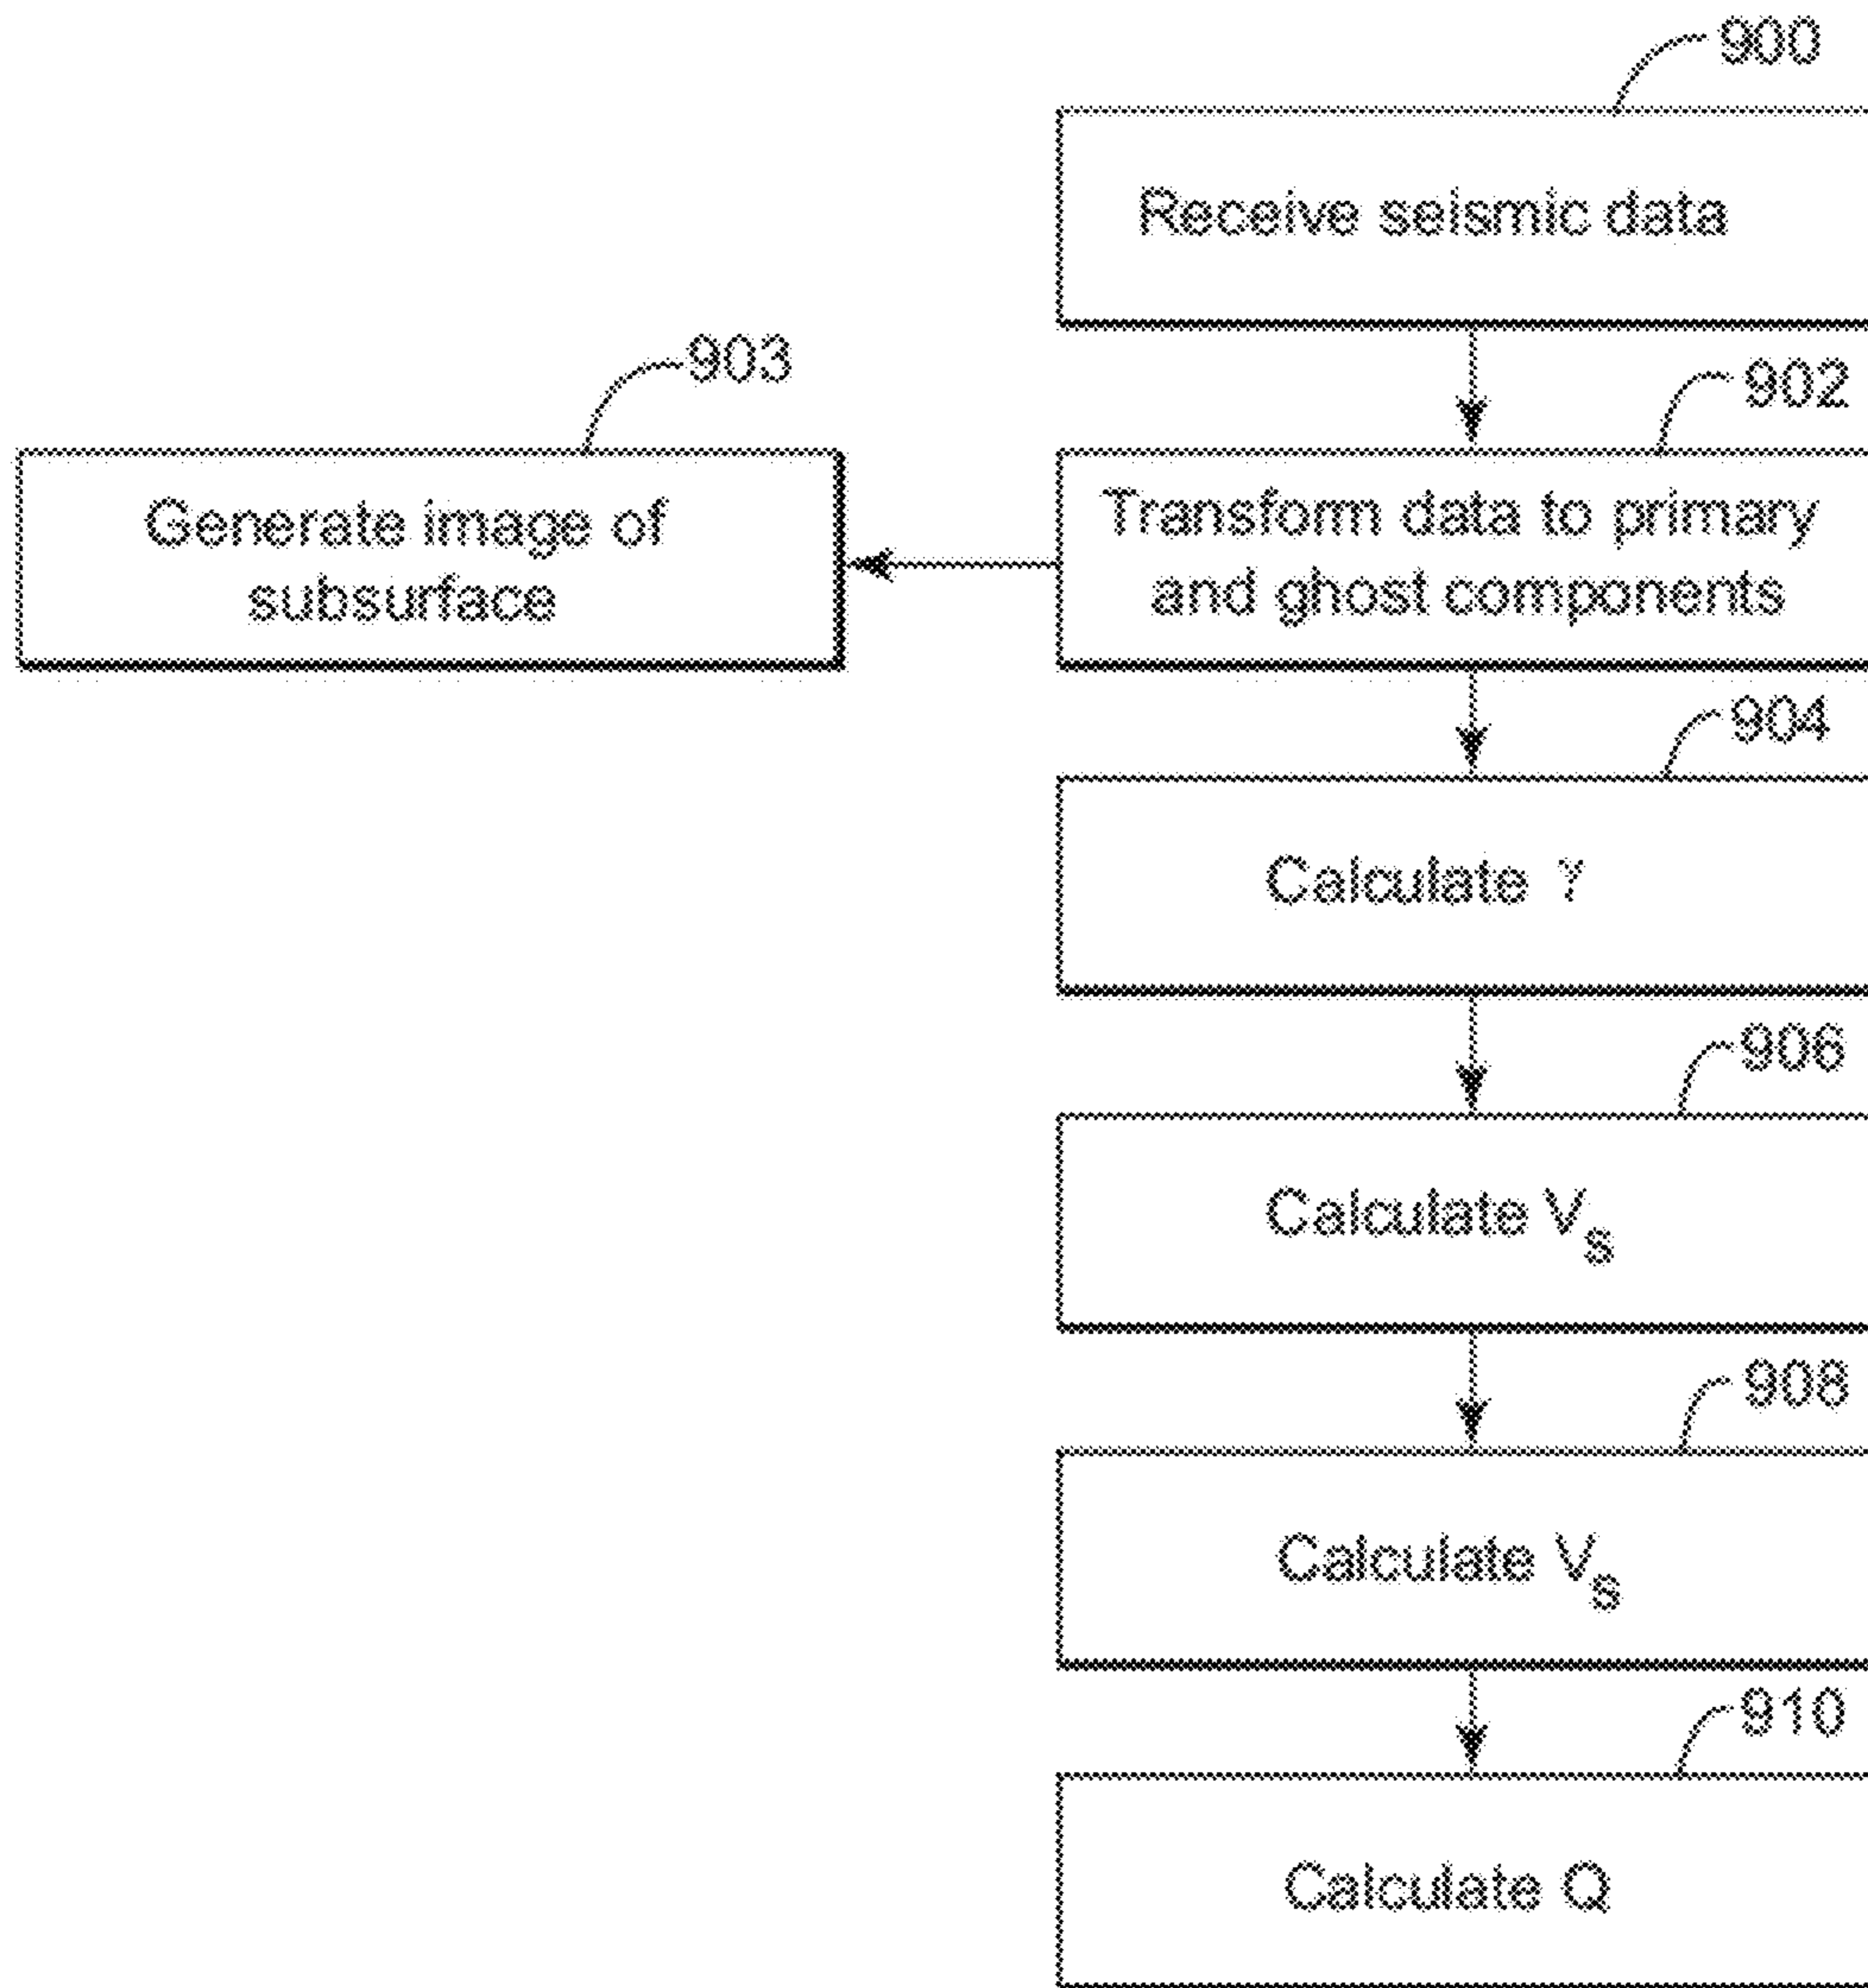 900
Receive seismic data
903
902
Generate image of
subsurface
Transform data to primary
and ghost components
904
Calculate γ
906
Calculate Vs
908
Calculate Vs
910
Calculate Q